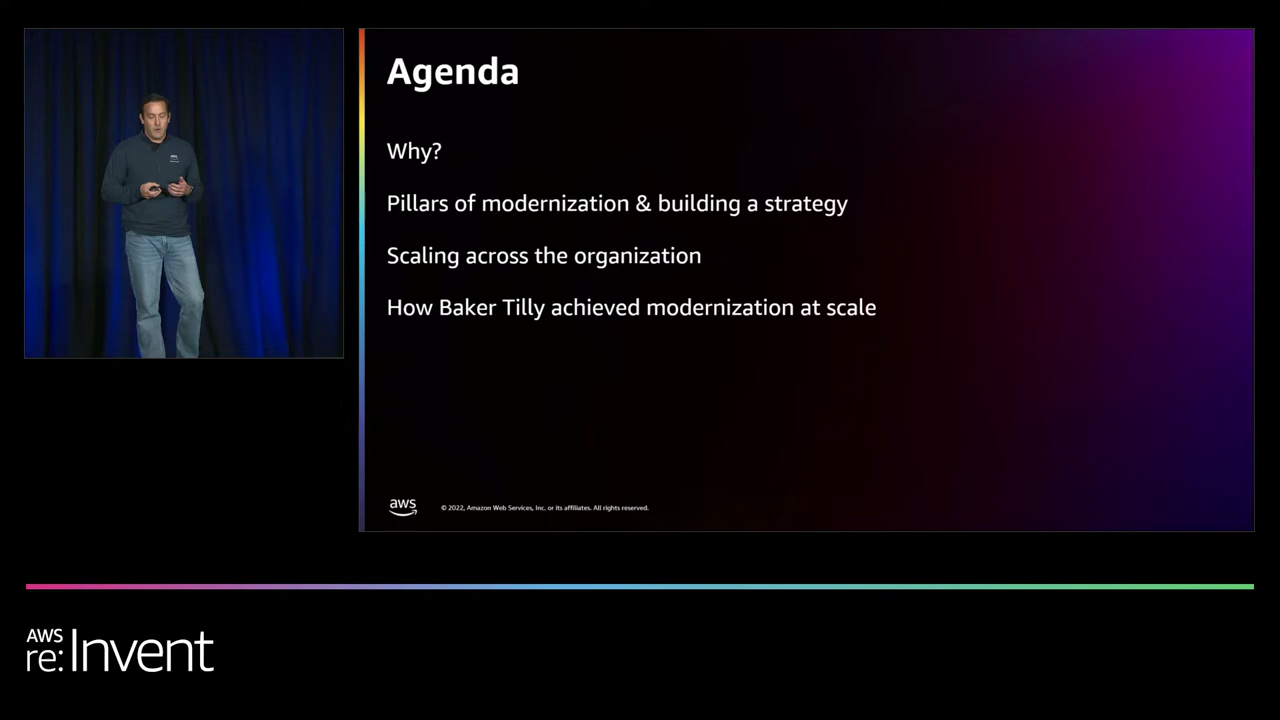 Agenda
Why?
Pillars of modernization & building a strategy
Scaling across the organization
How Baker Tilly achieved modernization at scale
aws
© 2022, Amazon Web Services, Inc. or its affiliates. All rights reserved.
AWS
re:Invent